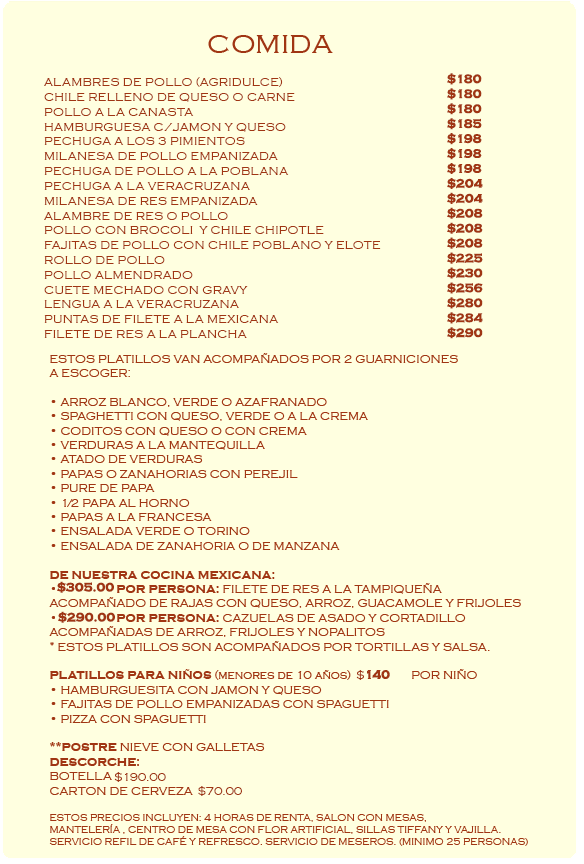 COMIDA
ALAMBRES DE POLLO (AGRIDULCE) $180
CHILE RELLENO DE QUESO O CARNE $180
POLLO A LA CANASTA $180
HAMBURGUESA C/JAMON Y QUESO $185
PECHUGA A LOS 3 PIMIENTOS $198
MILANESA DE POLLO EMPANIZADA $198
PECHUGA DE POLLO A LA POBLANA $198
PECHUGA A LA VERACRUZANA $204
MILANESA DE RES EMPANIZADA $204
ALAMBRE DE RES O POLLO $208
POLLO CON BROCOLI Y CHILE CHIPOTLE $208
FAJITAS DE POLLO CON CHILE POBLANO Y ELOTE $208
ROLLO DE POLLO $225
POLLO ALMENDRADO $230
CUETE MECHADO CON GRAVY $256
LENGUA A LA VERACRUZANA $280
PUNTAS DE FILETE A LA MEXICANA $284
FILETE DE RES A LA PLANCHA $290
ESTOS PLATILLOS VAN ACOMPAÑADOS POR 2 GUARNICIONES
A ESCOGER:
• ARROZ BLANCO, VERDE O AZAFRANADO
• SPAGHETTI CON QUESO, VERDE O A LA CREMA
• CODITOS CON QUESO O CON CREMA
• VERDURAS A LA MANTEQUILLA
• ATADO DE VERDURAS
• PAPAS O ZANAHORIAS CON PEREJIL
• PURE DE PAPA
• 1/2 PAPA AL HORNO
• PAPAS A LA FRANCESA
• ENSALADA VERDE O TORINO
• ENSALADA DE ZANAHORIA O DE MANZANA
DE NUESTRA COCINA MEXICANA:
• $305.00 POR PERSONA: FILETE DE RES A LA TAMPIQUEÑA
ACOMPAÑADO DE RAJAS CON QUESO, ARROZ, GUACAMOLE Y FRIJOLES
• $290.00 POR PERSONA: CAZUELAS DE ASADO Y CORTADILLO
ACOMPAÑADAS DE ARROZ, FRIJOLES Y NOPALITOS
* ESTOS PLATILLOS SON ACOMPAÑADOS POR TORTILLAS Y SALSA.
PLATILLOS PARA NIÑOS (MENORES DE 10 AÑOS) $140 POR NIÑO
• HAMBURGUESITA CON JAMON Y QUESO
• FAJITAS DE POLLO EMPANIZADAS CON SPAGUETTI
• PIZZA CON SPAGUETTI
**POSTRE NIEVE CON GALLETAS
DESCORCHE:
BOTELLA $190.00
CARTON DE CERVEZA $70.00
ESTOS PRECIOS INCLUYEN: 4 HORAS DE RENTA, SALON CON MESAS,
MANTELERÍA , CENTRO DE MESA CON FLOR ARTIFICIAL, SILLAS TIFFANY Y VAJILLA.
SERVICIO REFIL DE CAFÉ Y REFRESCO. SERVICIO DE MESEROS. (MINIMO 25 PERSONAS)